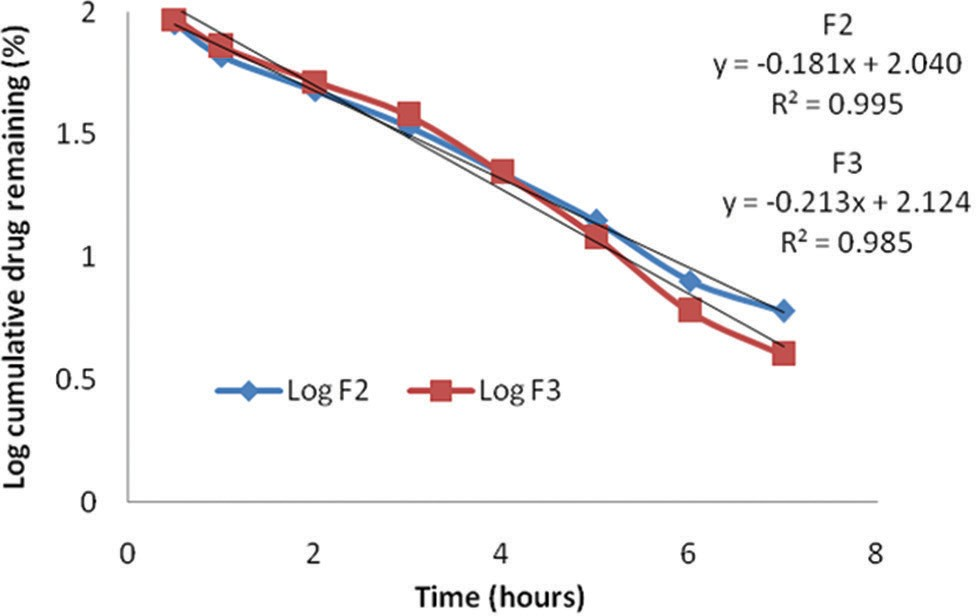 Log cumulative drug remaining (%)
2
1.5
1
0.5
0
F2
y = -0.181x + 2.040
R² = 0.995
F3
y = -0.213x + 2.124
R² = 0.985
Log F2
Log F3
0
2
4
6
8
Time (hours)